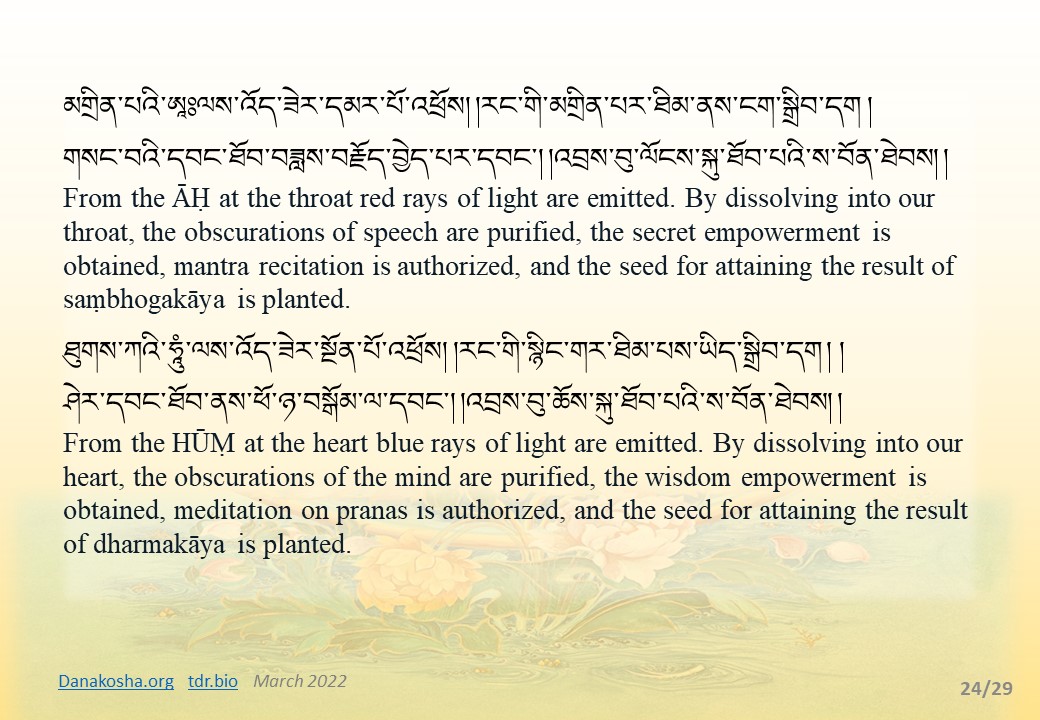 མགྲིན་པའི་ཨཱཿལས་འོད་ཟེར་དམར་པོ་འཕྲོས། །རང་གི་མགྲིན་པར་ཐིམ་ནས་ངག་སྒྲིབ་དག །
གསང་བའི་དབང་ཐོབ་བཟླས་བརྗོད་བྱེད་པར་དབང་། །འབྲས་བུ་ལོངས་སྐུ་ཐོབ་པའི་ས་བོན་ཐེབས། །
From the ĀḤ at the throat red rays of light are emitted. By dissolving into our
throat, the obscurations of speech are purified, the secret empowerment is
obtained, mantra recitation is authorized, and the seed for attaining the result of
saṃbhogakāya is planted.
ཐུགས་ཀའི་ཧཱུྃ་ལས་འོད་ཟེར་སྔོན་པོ་འཕྲོས། །རང་གི་སྙིང་གར་ཐིམ་པས་ཡིད་སྒྲིབ་དག། །
ཤེར་དབང་ཐོབ་ནས་ཕོ་ཉ་བསྒོམ་ལ་དབང་། །འབྲས་བུ་ཆོས་སྐུ་ཐོབ་པའི་ས་བོན་ཐེབས། །
From the HŪṂ at the heart blue rays of light are emitted. By dissolving into our
heart, the obscurations of the mind are purified, the wisdom empowerment is
obtained, meditation on pranas is authorized, and the seed for attaining the result
of dharmakāya is planted.
Danakosha.org tdr.bio March 2022
24/29